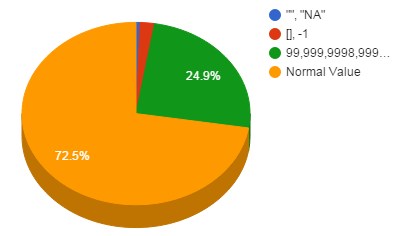 "", "NA"
[], -1
99,999,9998,999...
Normal Value
24.9%
72.5%